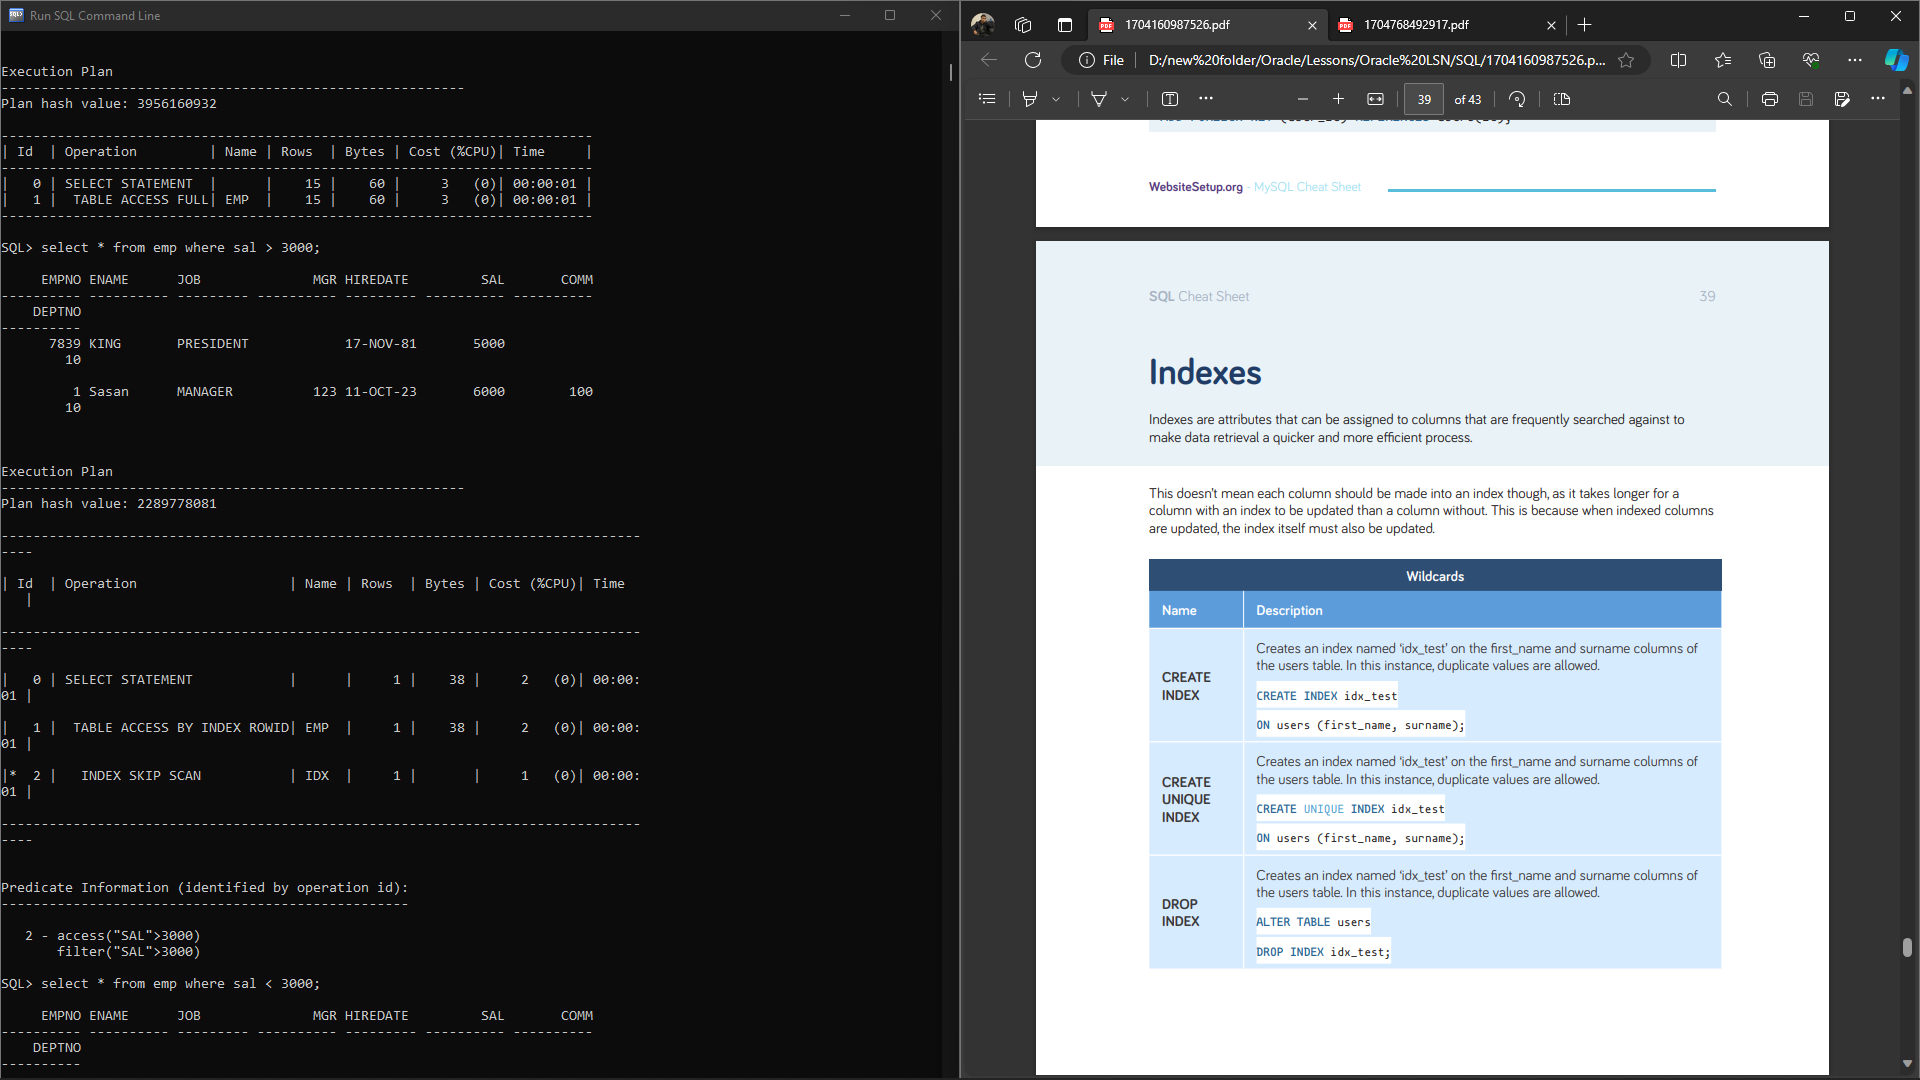 Run SQL Command Line
Execution Plan
----------------------------------------------------------
Plan hash value: 3956160932
--------------------------------------------------------------------------
| Id  | Operation         | Name | Rows  | Bytes | Cost (%CPU)| Time     |
--------------------------------------------------------------------------
|   0 | SELECT STATEMENT  |      |    15 |    60 |     3   (0)| 00:00:01 |
|   1 |  TABLE ACCESS FULL| EMP  |    15 |    60 |     3   (0)| 00:00:01 |
--------------------------------------------------------------------------
SQL> select * from emp where sal > 3000;
     EMPNO ENAME      JOB              MGR HIREDATE         SAL       COMM
---------- ---------- --------- ---------- --------- ---------- ----------
    DEPTNO
----------
      7839 KING       PRESIDENT            17-NOV-81       5000
        10
         1 Sasan      MANAGER          123 11-OCT-23       6000        100
        10
Execution Plan
----------------------------------------------------------
Plan hash value: 2289778081
--------------------------------------------------------------------------------
----
| Id  | Operation                   | Name | Rows  | Bytes | Cost (%CPU)| Time
   |
--------------------------------------------------------------------------------
----
|   0 | SELECT STATEMENT            |      |     1 |    38 |     2   (0)| 00:00:
01 |
|   1 |  TABLE ACCESS BY INDEX ROWID| EMP  |     1 |    38 |     2   (0)| 00:00:
01 |
|*  2 |   INDEX SKIP SCAN           | IDX  |     1 |       |     1   (0)| 00:00:
01 |
--------------------------------------------------------------------------------
----
Predicate Information (identified by operation id):
---------------------------------------------------
   2 - access("SAL">3000)
       filter("SAL">3000)
SQL> select * from emp where sal < 3000;
     EMPNO ENAME      JOB              MGR HIREDATE         SAL       COMM
---------- ---------- --------- ---------- --------- ---------- ----------
    DEPTNO
----------
1704160987526.pdf
1704768492917.pdf
File D:/new%20folder/Oracle/Lessons/Oracle%20LSN/SQL/1704160987526.p...
39 of 43
WebsiteSetup.org - MySQL Cheat Sheet
SQL Cheat Sheet 39
Indexes
Indexes are attributes that can be assigned to columns that are frequently searched against to
make data retrieval a quicker and more efficient process.
This doesn't mean each column should be made into an index though, as it takes longer for a
column with an index to be updated than a column without. This is because when indexed columns
are updated, the index itself must also be updated.
Wildcards
Name Description
CREATE
INDEX
Creates an index named ‘idx_test’ on the first_name and surname columns of
the users table. In this instance, duplicate values are allowed.
CREATE INDEX idx_test
ON users (first_name, surname);
CREATE
UNIQUE
INDEX
Creates an index named ‘idx_test’ on the first_name and surname columns of
the users table. In this instance, duplicate values are allowed.
CREATE UNIQUE INDEX idx_test
ON users (first_name, surname);
DROP
INDEX
Creates an index named ‘idx_test’ on the first_name and surname columns of
the users table. In this instance, duplicate values are allowed.
ALTER TABLE users
DROP INDEX idx_test;